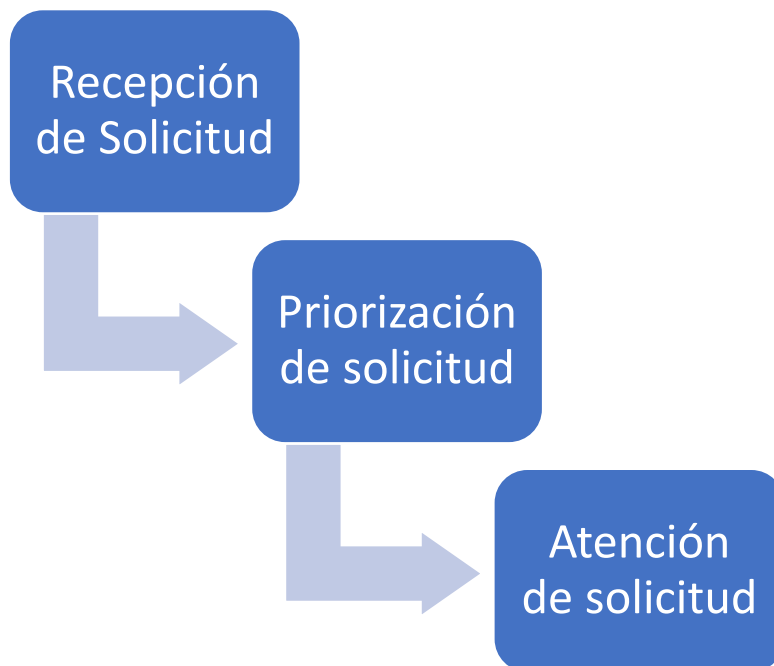 Recepción
de Solicitud
Priorización
de solicitud
Atención
de solicitud